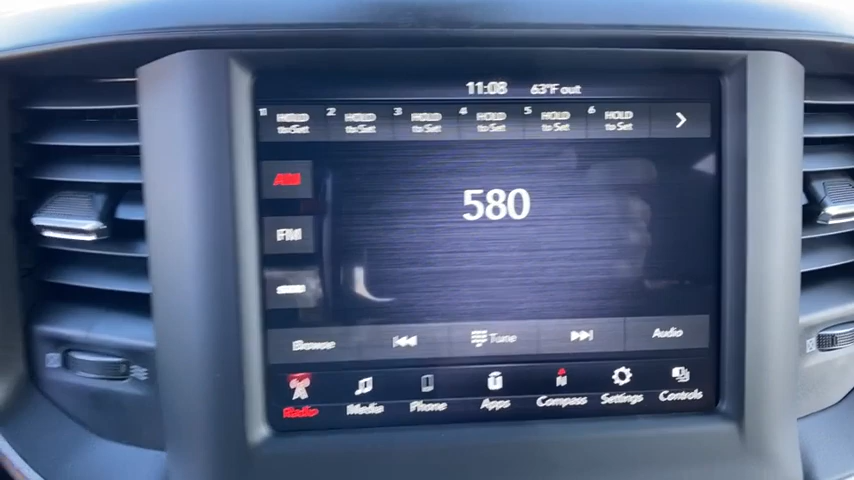 11:08 63°F out
1 HOLD to Set 2 HOLD to Set 3 HOLD to Set 4 HOLD to Set 5 HOLD to Set 6 HOLD to Set
AM
580
FM
Browse Tune Audio
Radio Media Phone Apps Compass Settings Controls